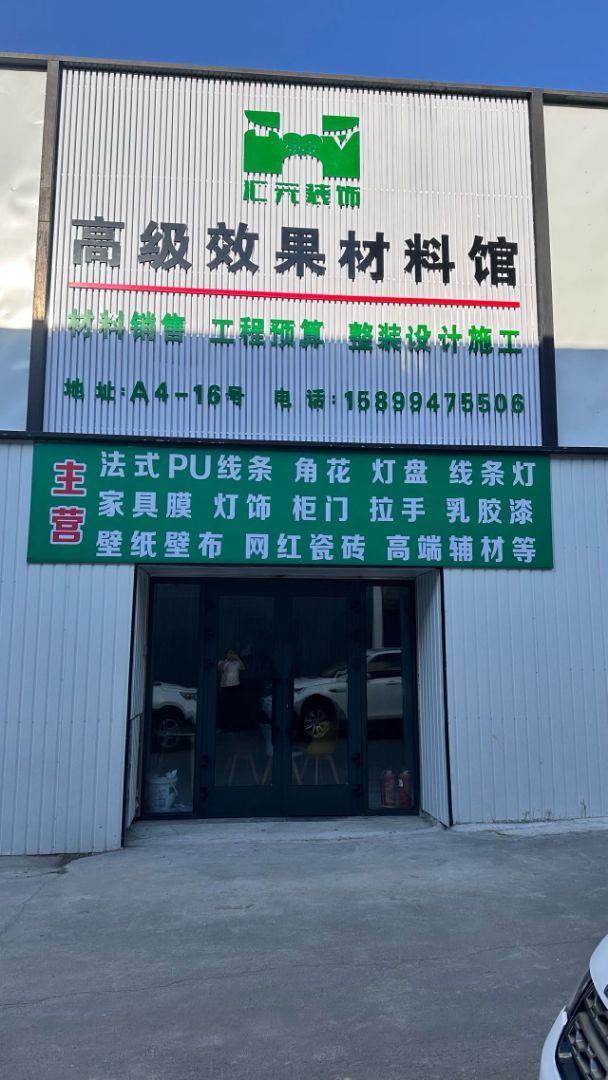 汇元装饰
高级效果材料馆
材料销售 工程预算 整装设计施工
地址:A4-16号 电话:15899475506
主营
法式PU线条 角花 灯盘 线条灯
家具膜 灯饰 柜门 拉手 乳胶漆
壁纸壁布 网红瓷砖 高端辅材等